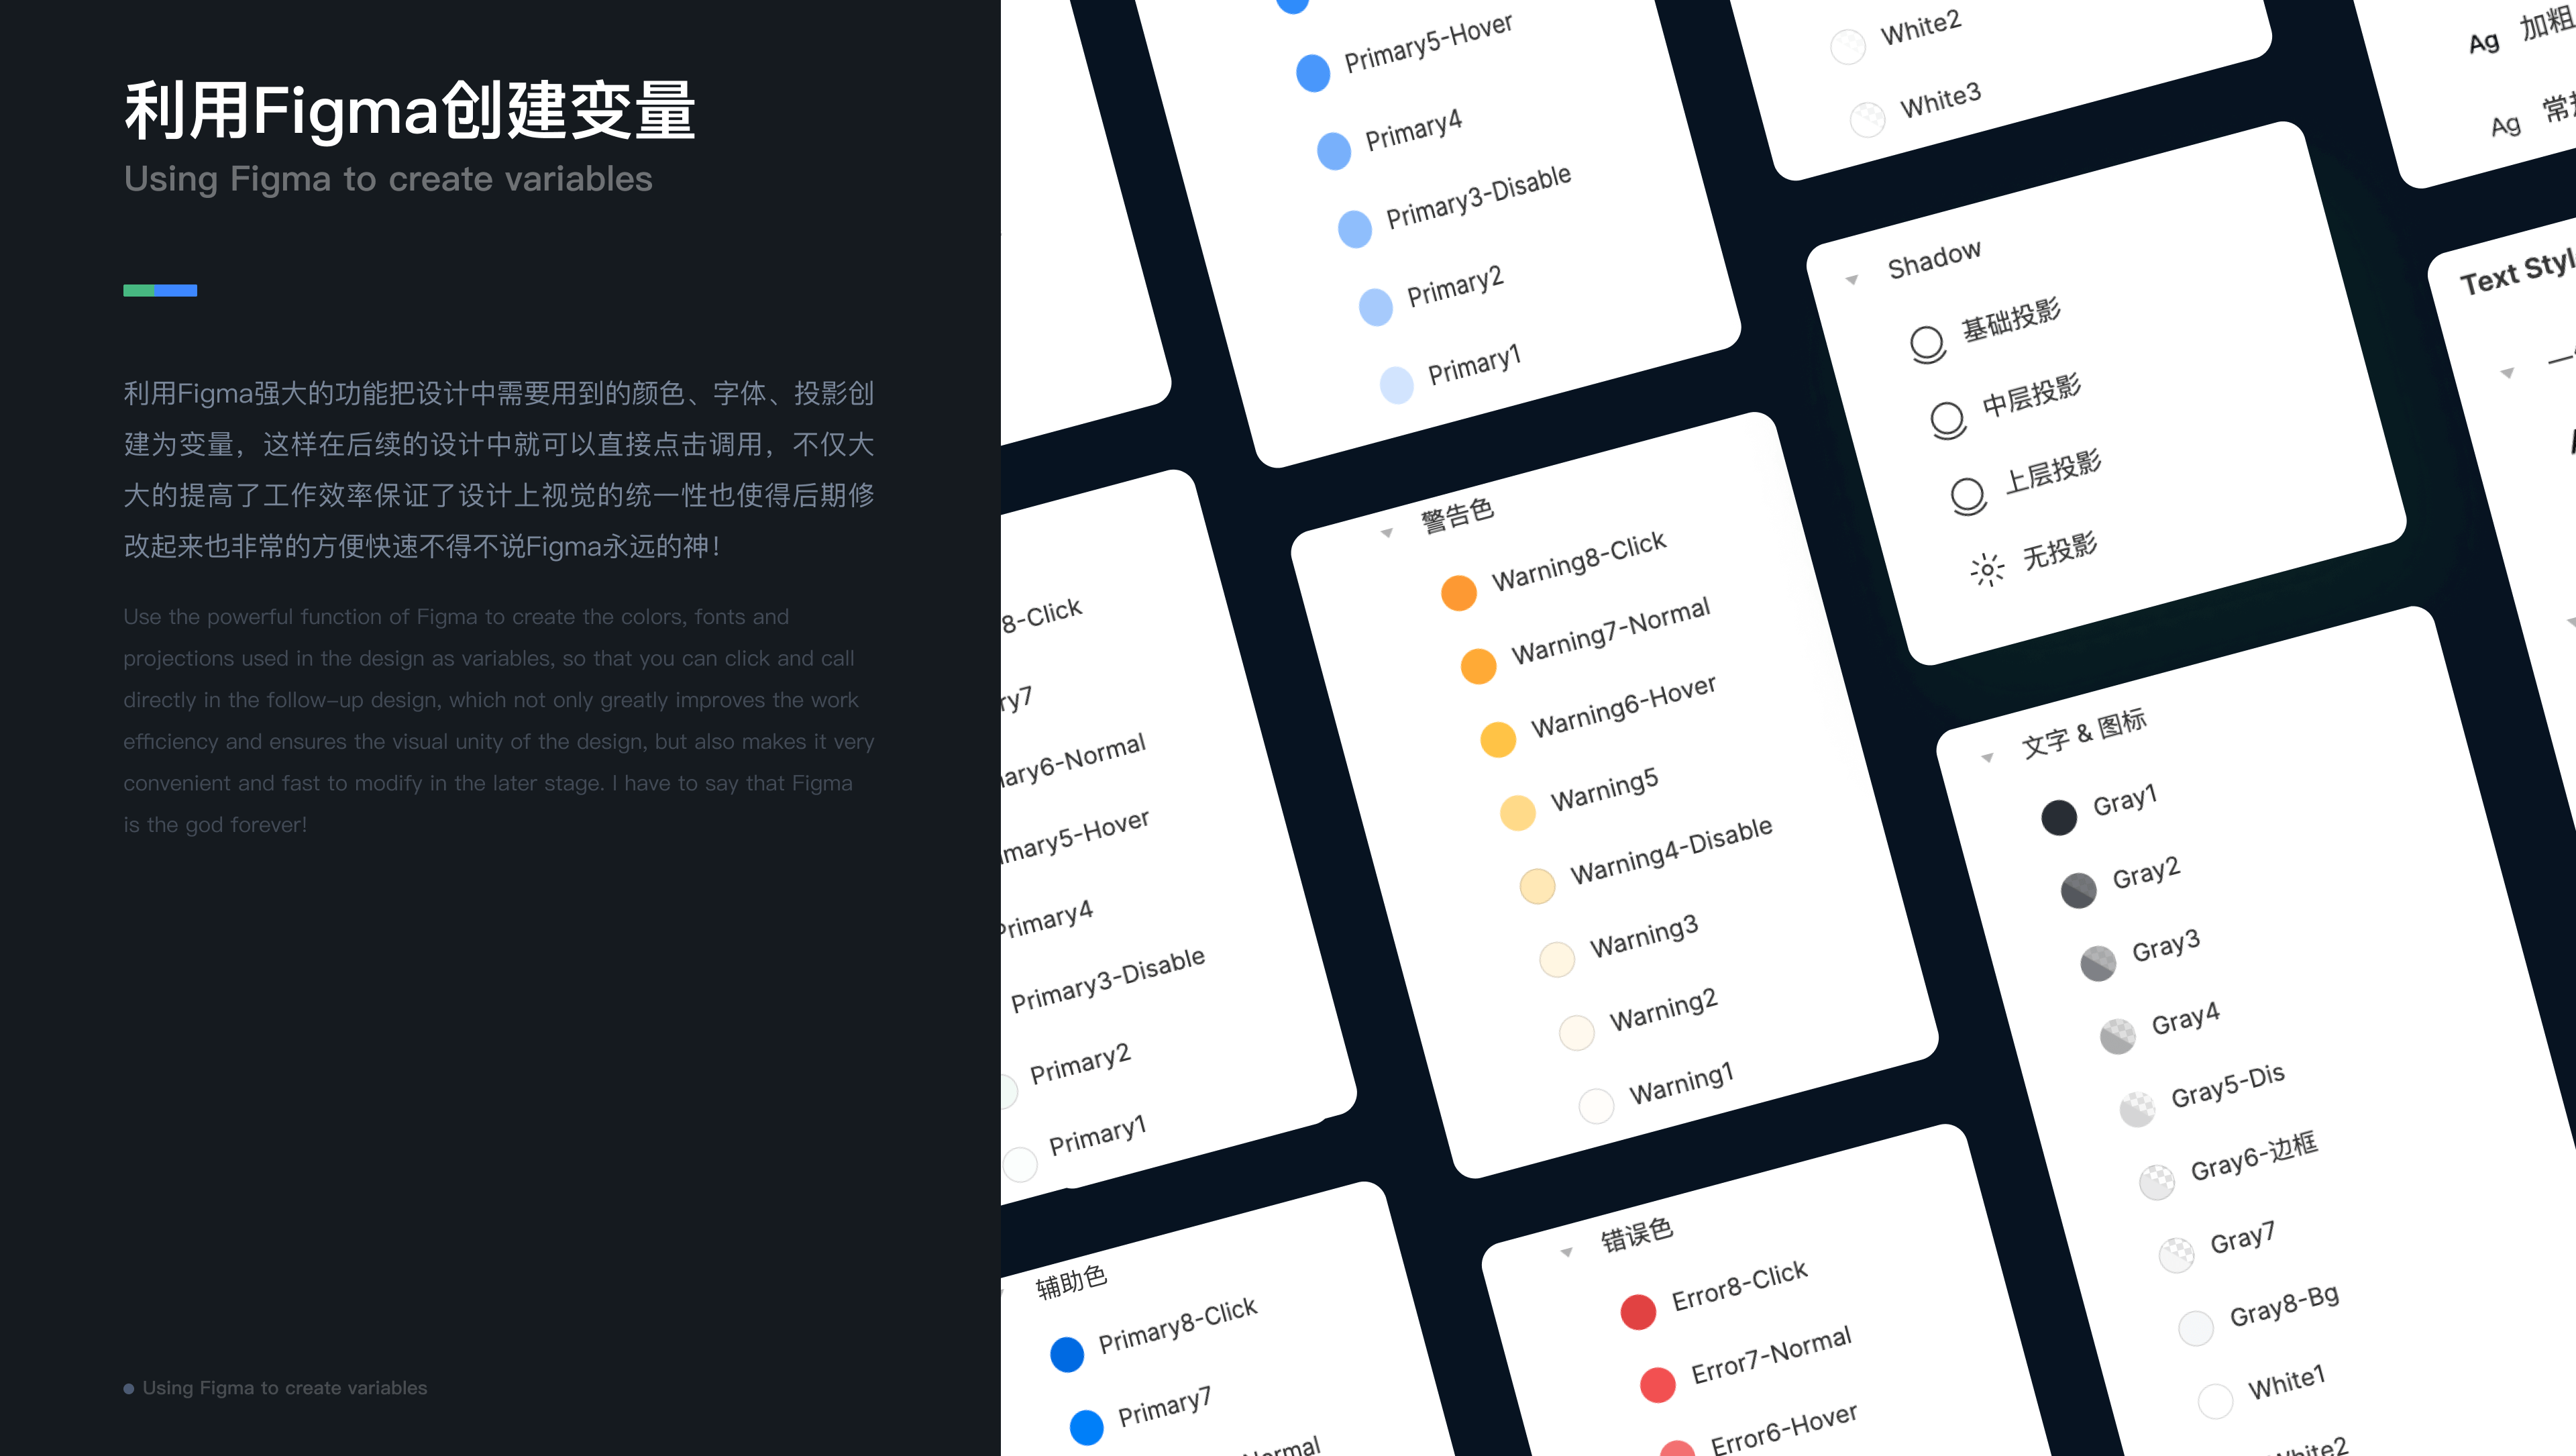 利用Figma创建变量
Using Figma to create variables
利用Figma强大的功能把设计中需要用到的颜色、字体、投影创
建为变量，这样在后续的设计中就可以直接点击调用，不仅大
大的提高了工作效率保证了设计上视觉的统一性也使得后期修
改起来也非常的方便快速不得不说Figma永远的神！
Use the powerful function of Figma to create the colors, fonts and
projections used in the design as variables, so that you can click and call
directly in the follow-up design, which not only greatly improves the work
efficiency and ensures the visual unity of the design, but also makes it very
convenient and fast to modify in the later stage. I have to say that Figma
is the god forever!
Using Figma to create variables
8-Click
ry7
mary6-Normal
mary5-Hover
Primary4
Primary3-Disable
Primary2
Primary1
辅助色
Primary8-Click
Primary7
Normal
Primary5-Hover
Primary4
Primary3-Disable
Primary2
Primary1
警告色
Warning8-Click
Warning7-Normal
Warning6-Hover
Warning5
Warning4-Disable
Warning3
Warning2
Warning1
错误色
Error8-Click
Error7-Normal
Error6-Hover
White2
White3
Shadow
基础投影
中层投影
上层投影
无投影
文字 & 图标
Gray1
Gray2
Gray3
Gray4
Gray5-Dis
Gray6-边框
Gray7
Gray8-Bg
White1
White2
Ag 加粗
Ag 常规
Text Styl